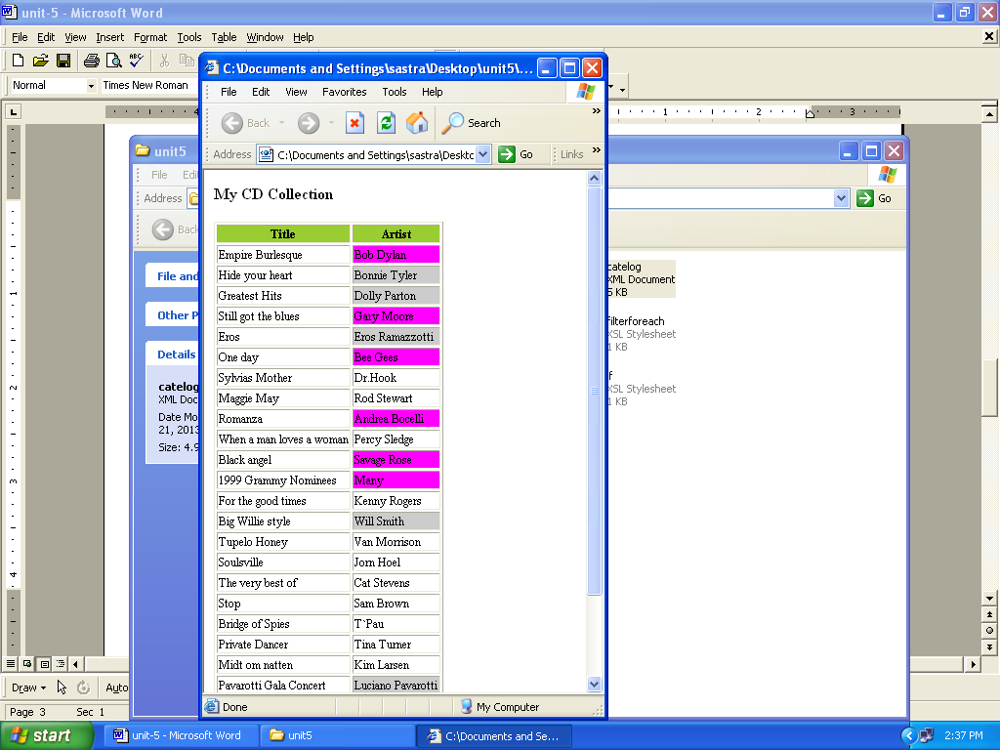 unit-5 - Microsoft Word
File Edit View Insert Format Tools Table Window Help
Normal Times New Roman
C:\Documents and Settings\sastra\Desktop\unit5\...
File Edit View Favorites Tools Help
Back Search
Address C:\Documents and Settings\sastra\Deskto Go Links
unit5
File Edi
Address Go
Back
File and
Other P
Details
catelog
XML Doc
Date Mo
21, 2013
Size: 4.9
My CD Collection
Title Artist
Empire Burlesque Bob Dylan
Hide your heart Bonnie Tyler
Greatest Hits Dolly Parton
Still got the blues Gary Moore
Eros Eros Ramazzotti
One day Bee Gees
Sylvias Mother Dr.Hook
Maggie May Rod Stewart
Romanza Andrea Bocelli
When a man loves a woman Percy Sledge
Black angel Savage Rose
1999 Grammy Nominees Many
For the good times Kenny Rogers
Big Willie style Will Smith
Tupelo Honey Van Morrison
Soulsville Jorn Hoel
The very best of Cat Stevens
Stop Sam Brown
Bridge of Spies T`Pau
Private Dancer Tina Turner
Midt om natten Kim Larsen
Pavarotti Gala Concert Luciano Pavarotti
Done My Computer
catelog
XML Document
5 KB
filterforeach
XSL Stylesheet
1 KB
f
XSL Stylesheet
1 KB
1 2 3
4
1
2
3
4
Draw Auto
Page 3 Sec 1
start unit-5 - Microsoft Word unit5 C:\Documents and Se... 2:37 PM